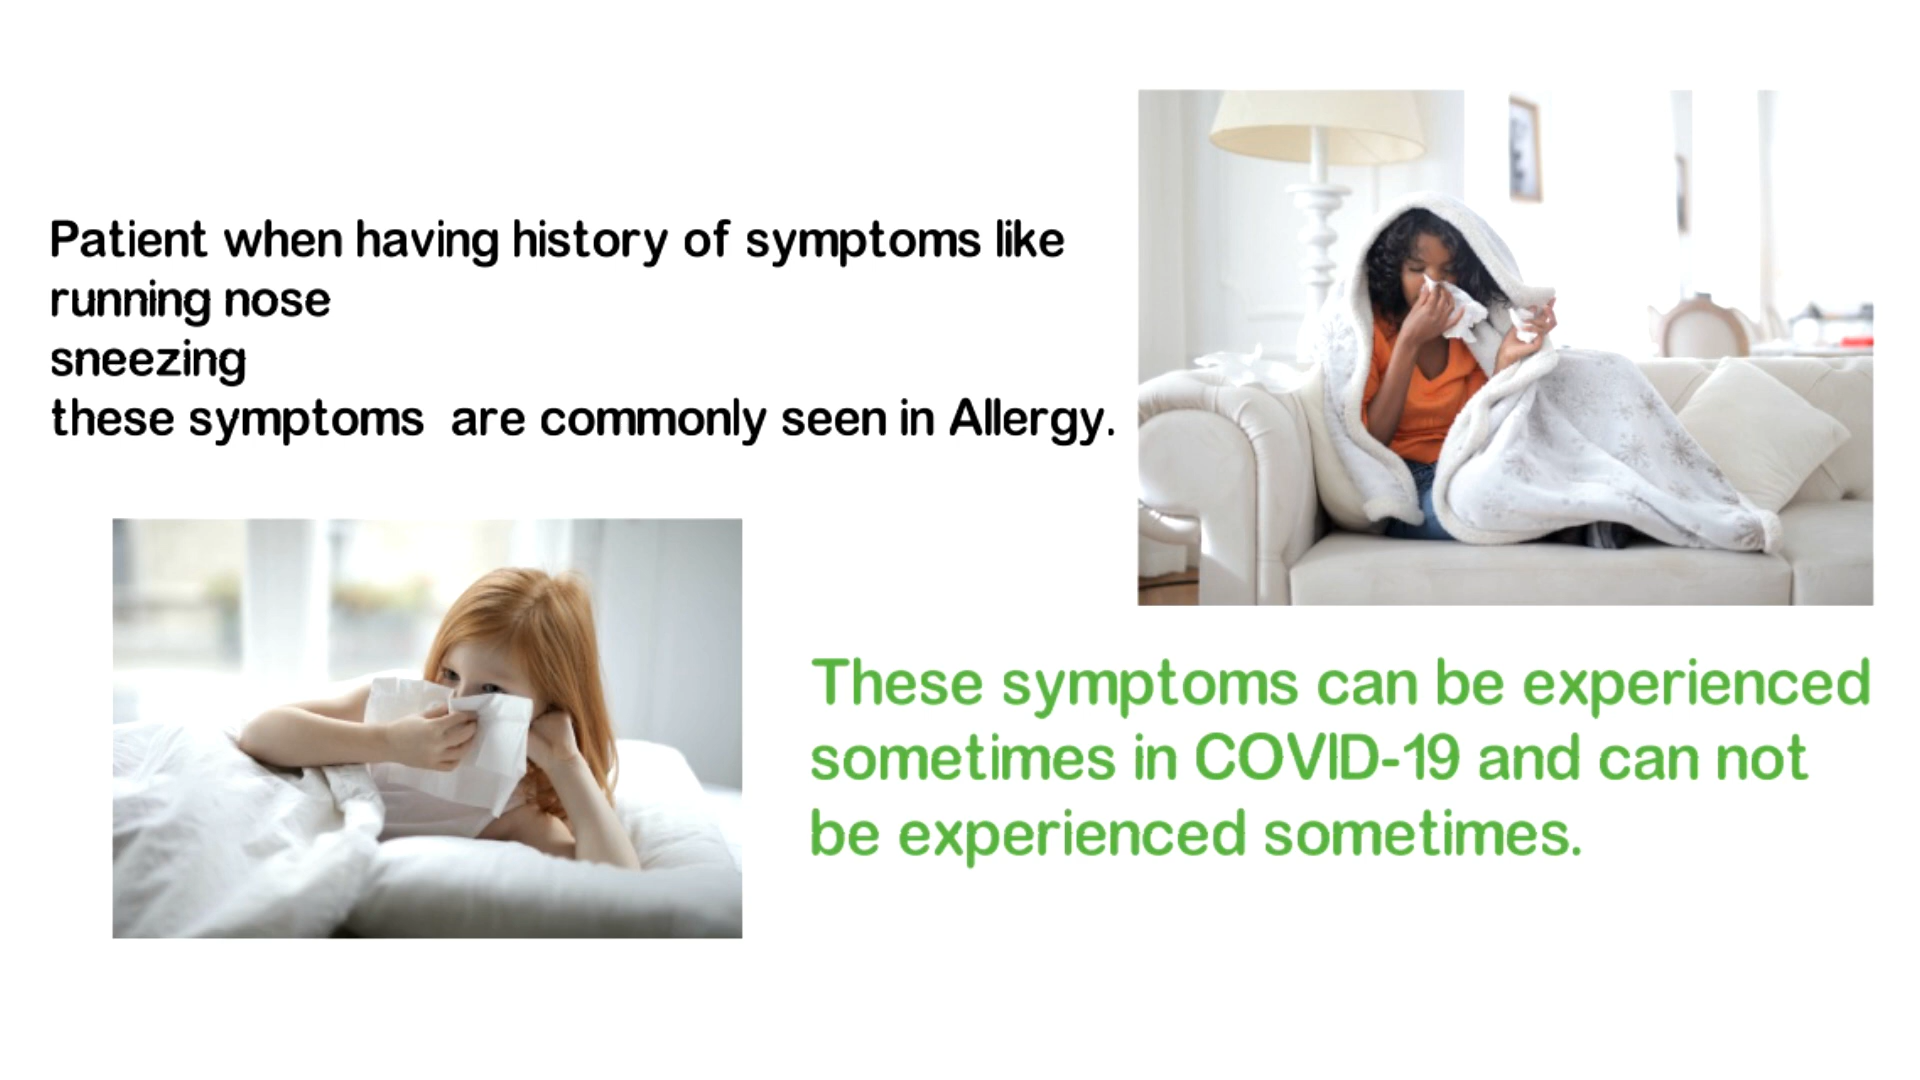 Patient when having history of symptoms like
running nose
sneezing
these symptoms  are commonly seen in Allergy.
These symptoms can be experienced
sometimes in COVID-19 and can not
be experienced sometimes.